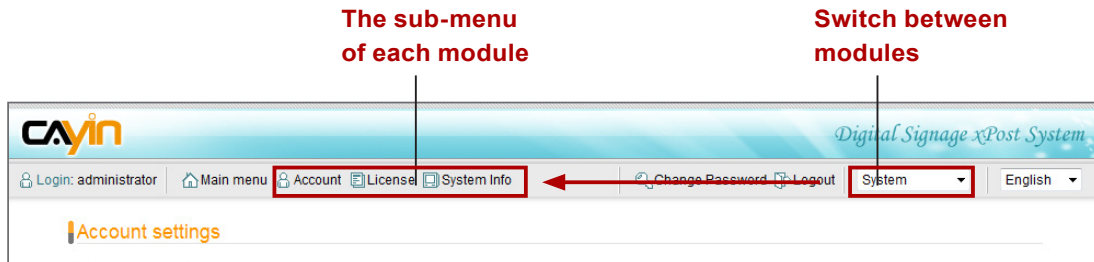 The sub-menu
of each module
Switch between
modules
CAYIN
Digital Signage xPost System
Login: administrator Main menu Account License System Info Change Password Logout System English
Account settings